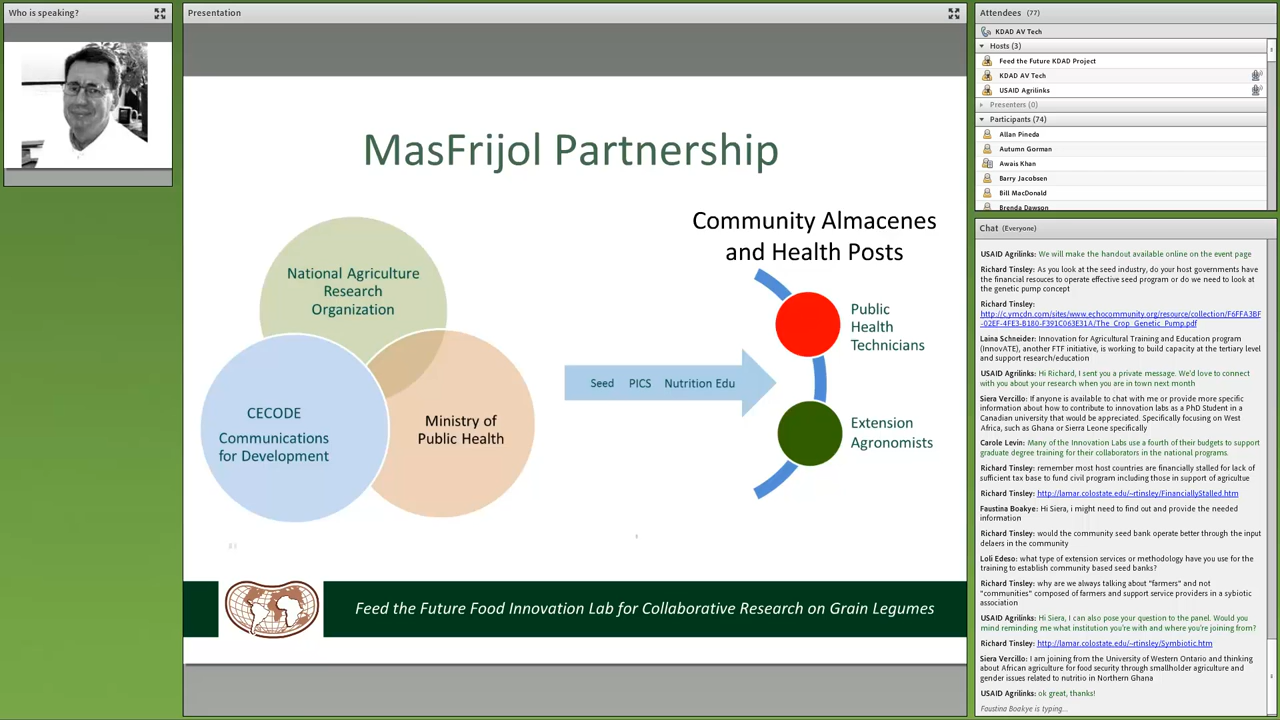 Who is speaking?
Presentation
MasFrijol Partnership
National Agriculture
Research
Organization
CECODE
Communications
for Development
Ministry of
Public Health
Seed PICS Nutrition Edu
Community Almacenes
and Health Posts
Public
Health
Technicians
Extension
Agronomists
Feed the Future Food Innovation Lab for Collaborative Research on Grain Legumes
Attendees (77)
KDAD AV Tech
Hosts (3)
Feed the Future KDAD Project
KDAD AV Tech
USAID Agrilinks
Presenters (0)
Participants (74)
Allan Pineda
Autumn Gorman
Awais Khan
Barry Jacobsen
Bill MacDonald
Brenda Dawson
Chat (Everyone)
USAID Agrilinks: We will make the handout available online on the event page
Richard Tinsley: As you look at the seed industry, do your host governments have
the financial resouces to operate effective seed program or do we need to look at
the genetic pump concept
Richard Tinsley:
http://c.ymcdn.com/sites/www.echocommunity.org/resource/collection/F6FFA3BF
-02EF-4FE3-B180-F391C063E31A/The_Crop_Genetic_Pump.pdf
Laina Schneider: Innovation for Agricultural Training and Education program
(InnovATE), another FTF initiative, is working to build capacity at the tertiary level
and support research/education
USAID Agrilinks: Hi Richard, I sent you a private message. We'd love to connect
with you about your research when you are in town next month
Siera Vercillo: If anyone is available to chat with me or provide more specific
information about how to contribute to innovation labs as a PhD Student in a
Canadian university that would be appreciated. Specifically focusing on West
Africa, such as Ghana or Sierra Leone specifically
Carole Levin: Many of the Innovation Labs use a fourth of their budgets to support
graduate degree training for their collaborators in the national programs.
Richard Tinsley: remember most host countries are financially stalled for lack of
sufficient tax base to fund civil program including those in support of agricultue
Richard Tinsley: http://lamar.colostate.edu/~rtinsley/FinanciallyStalled.htm
Faustina Boakye: Hi Siera, i might need to find out and provide the needed
information
Richard Tinsley: would the community seed bank operate better through the input
delaers in the community
Loli Edeso: what type of extension services or methodology have you use for the
training to establish community based seed banks?
Richard Tinsley: why are we always talking about "farmers" and not
"communities" composed of farmers and support service providers in a sybiotic
association
USAID Agrilinks: Hi Siera, I can also pose your question to the panel. Would you
mind reminding me what institution you're with and where you're joining from?
Richard Tinsley: http://lamar.colostate.edu/~rtinsley/Symbiotic.htm
Siera Vercillo: I am joining from the University of Western Ontario and thinking
about African agriculture for food security through smallholder agriculture and
gender issues related to nutritio in Northern Ghana
USAID Agrilinks: ok great, thanks!
Faustina Boakye is typing...